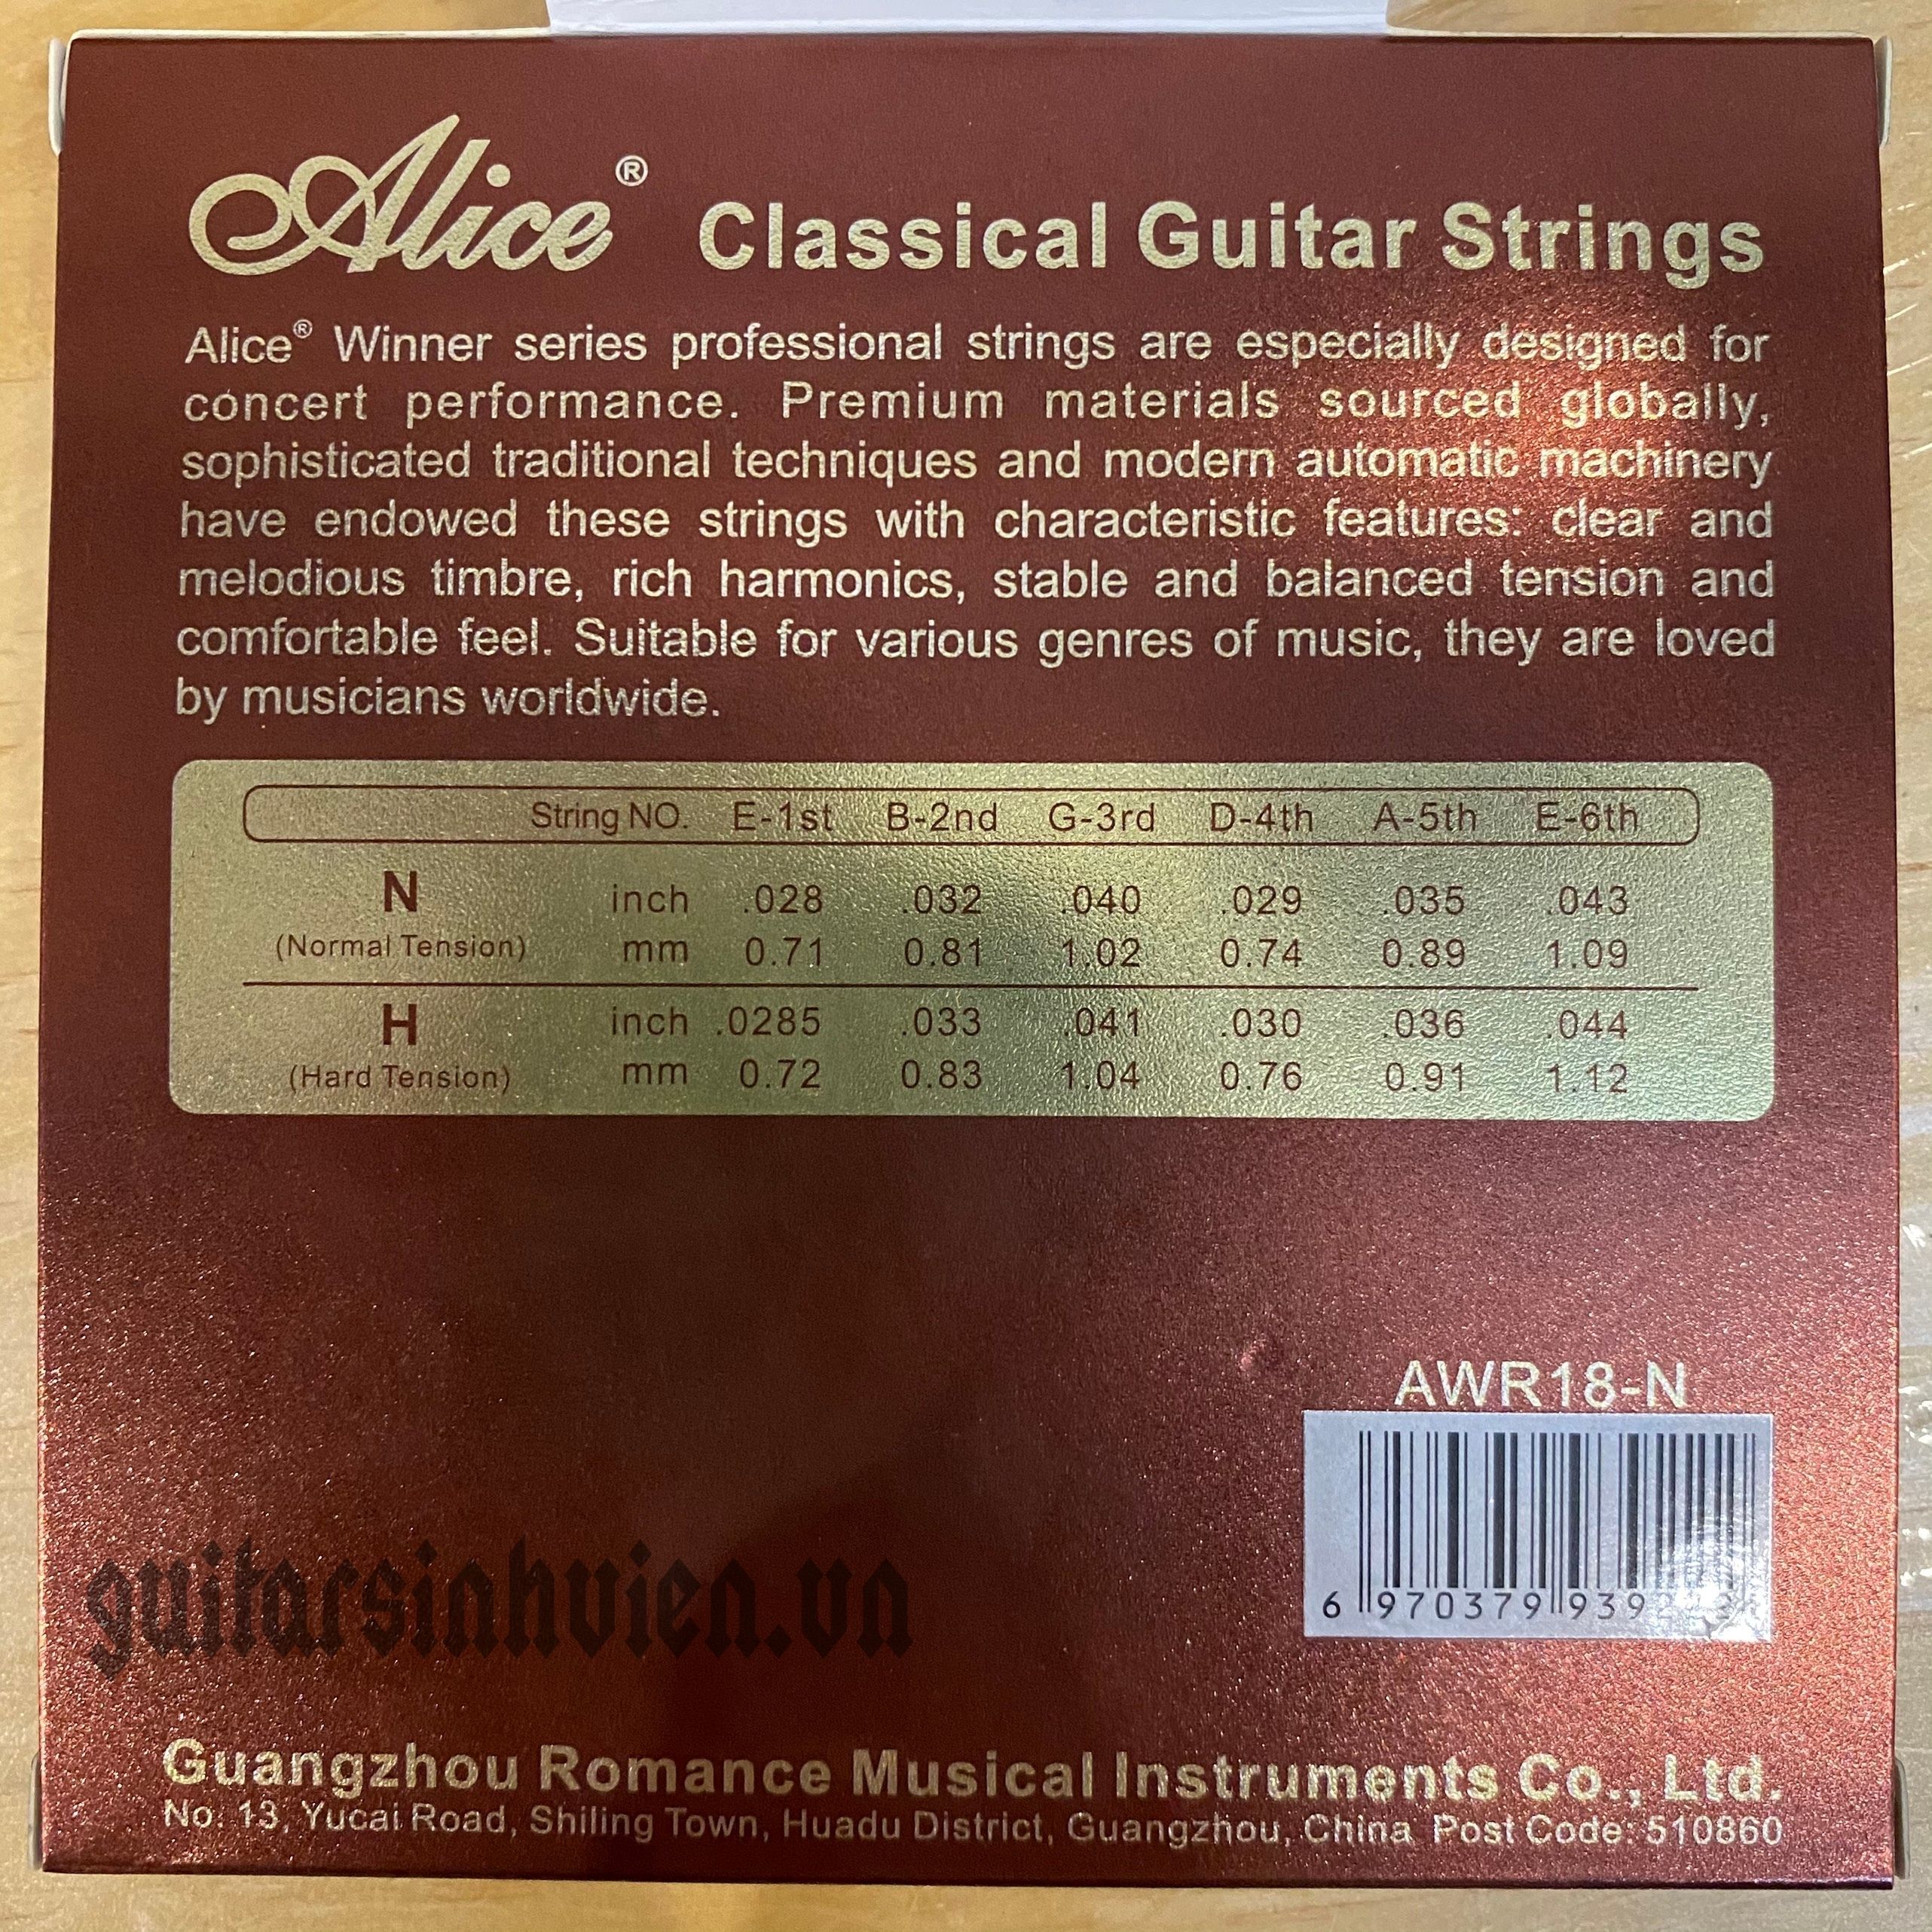 Alice® Classical Guitar Strings
Alice® Winner series professional strings are especially designed for
concert performance. Premium materials sourced globally,
sophisticated traditional techniques and modern automatic machinery
have endowed these strings with characteristic features: clear and
melodious timbre, rich harmonics, stable and balanced tension and
comfortable feel. Suitable for various genres of music, they are loved
by musicians worldwide.
String NO. E-1st B-2nd G-3rd D-4th A-5th E-6th
N inch .028 .032 .040 .029 .035 .043
(Normal Tension) mm 0.71 0.81 1.02 0.74 0.89 1.09
H inch .0285 .033 .041 .030 .036 .044
(Hard Tension) mm 0.72 0.83 1.04 0.76 0.91 1.12
AWR18-N
6 970379
guitarsinhvien.vn
Guangzhou Romance Musical Instruments Co., Ltd.
No. 13, Yucai Road, Shiling Town, Huadu District, Guangzhou, China Post Code: 510860